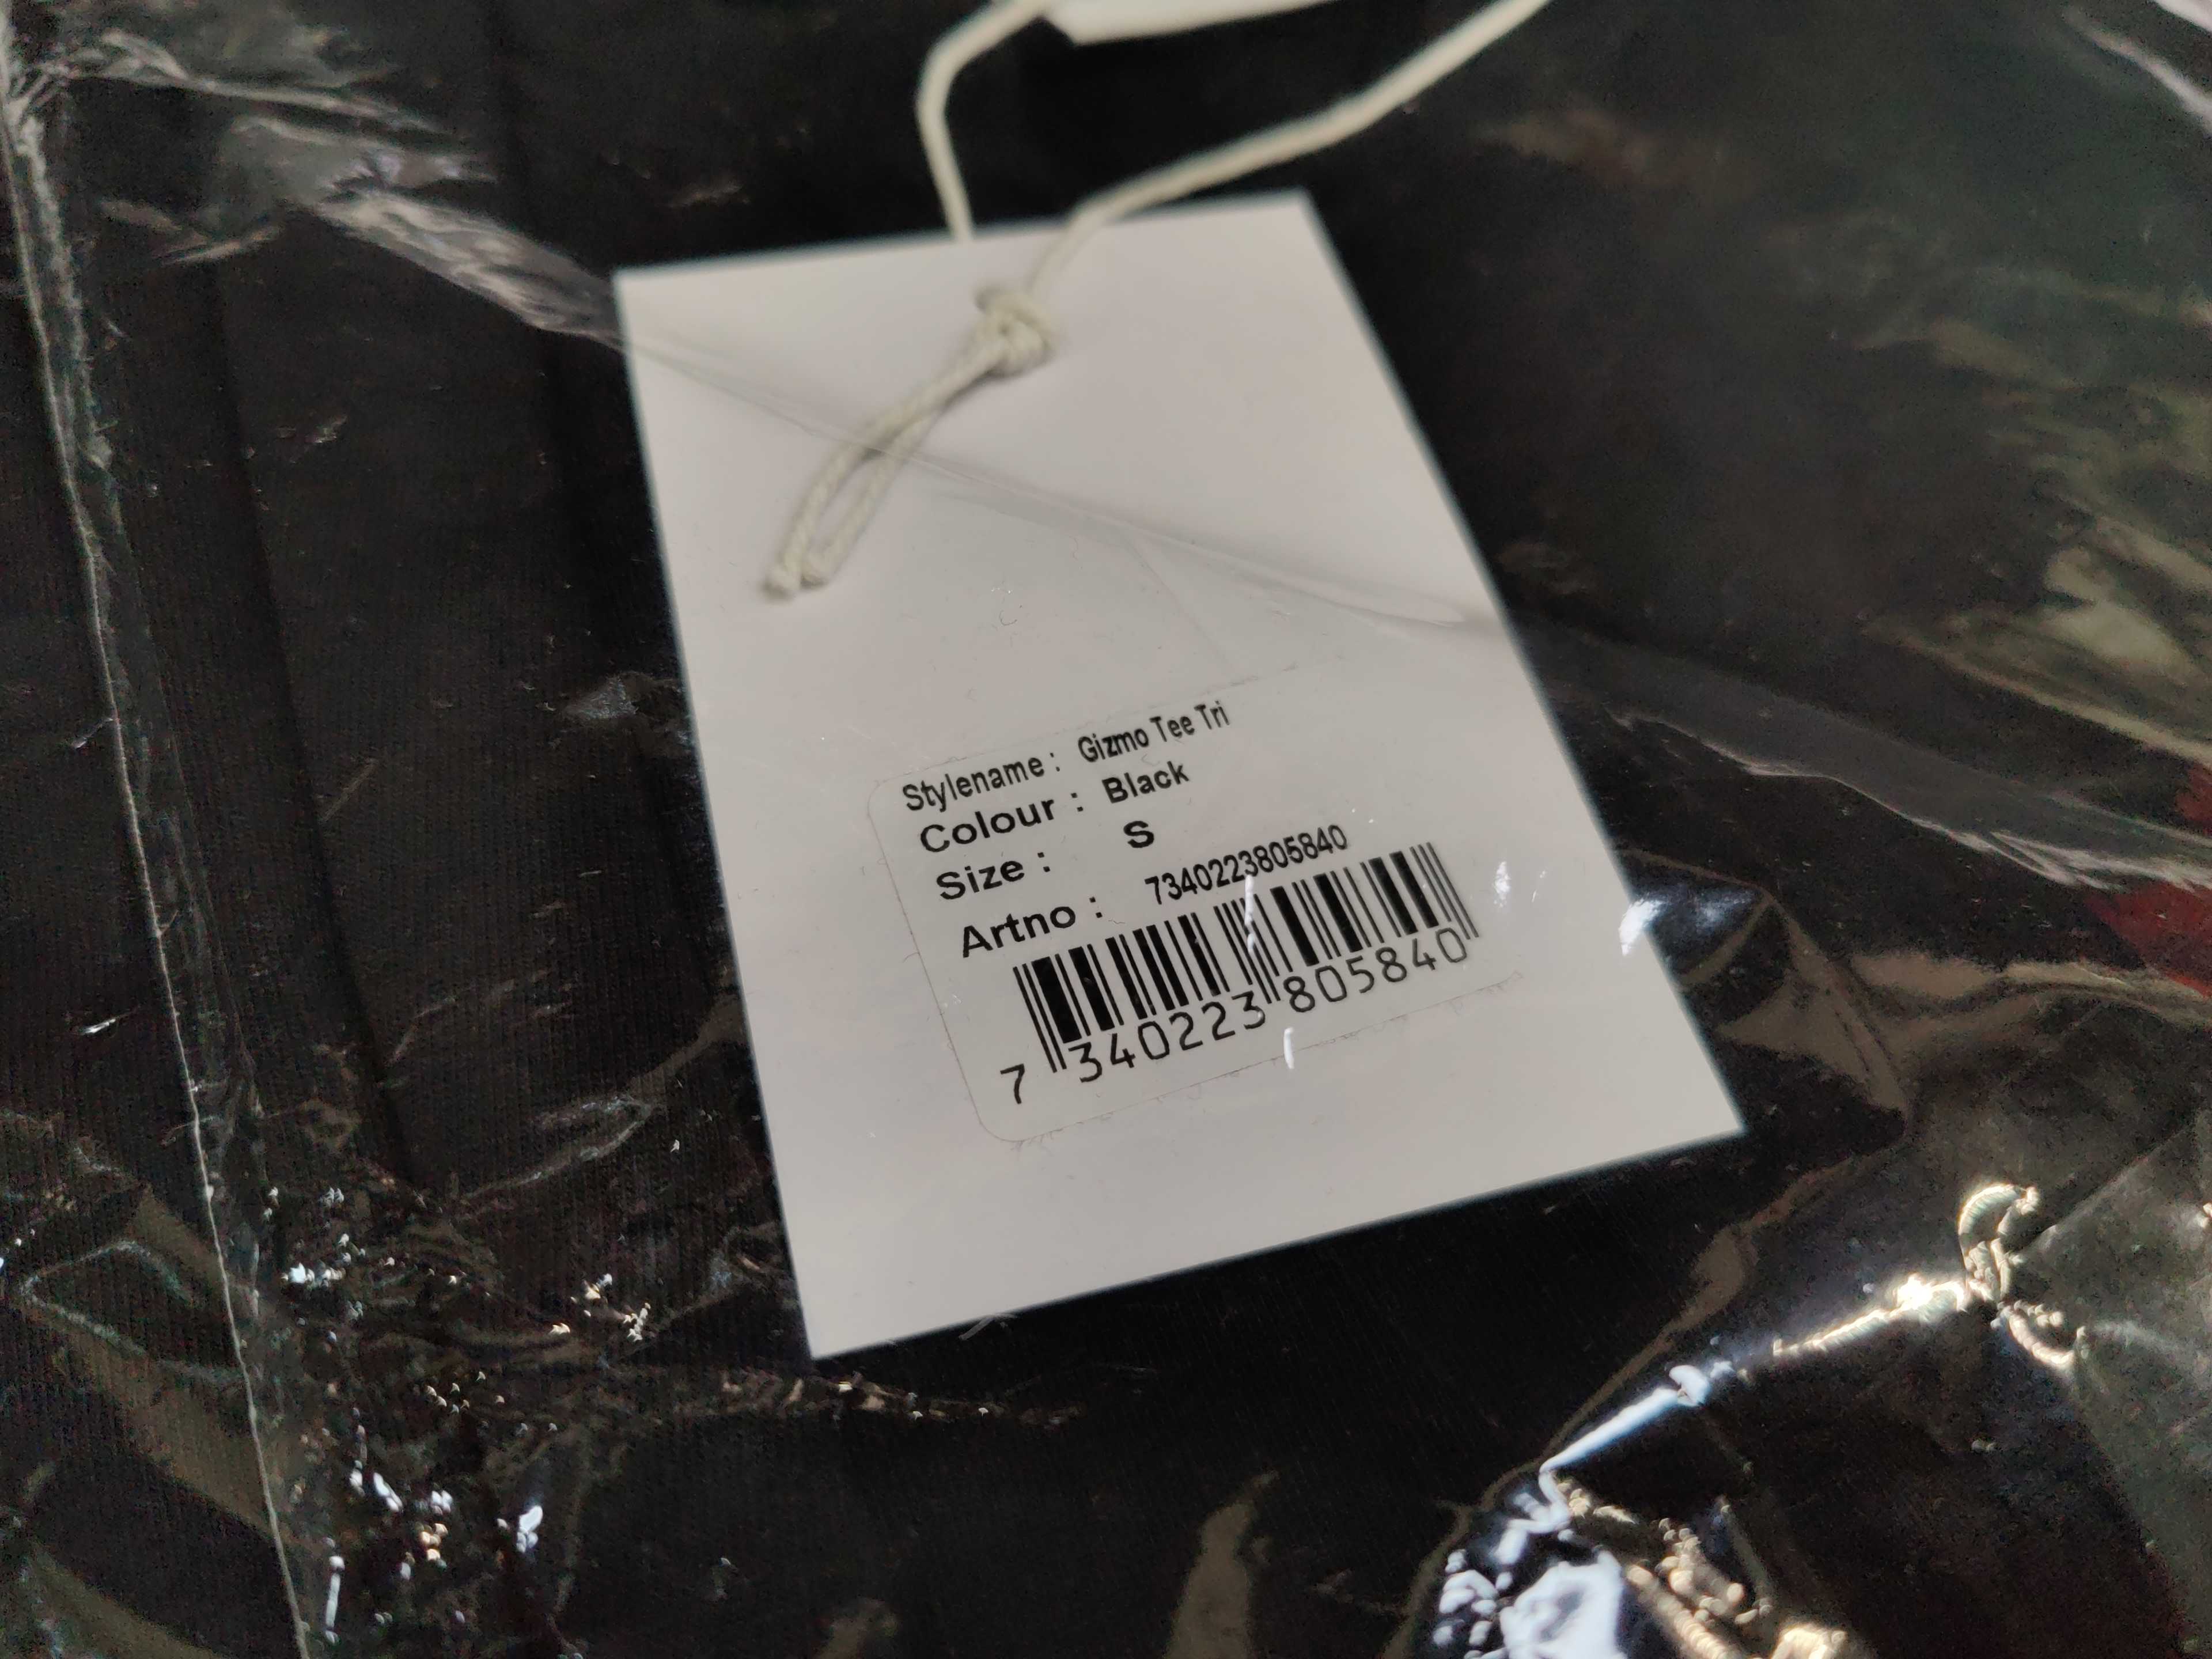 Stylename : Gizmo Tee Tri
Colour : Black
Size : S
Artno : 7340223805840
7 340223 805840